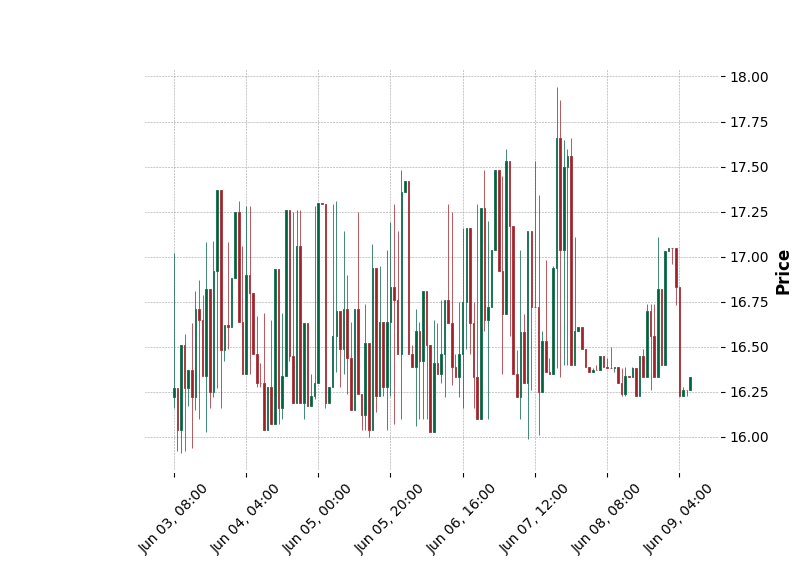 18.00
17.75
17.50
17.25
17.00
16.75
16.50
16.25
16.00
Price
Jun 03, 08:00
Jun 04, 04:00
Jun 05, 00:00
Jun 05, 20:00
Jun 06, 16:00
Jun 07, 12:00
Jun 08, 08:00
Jun 09, 04:00